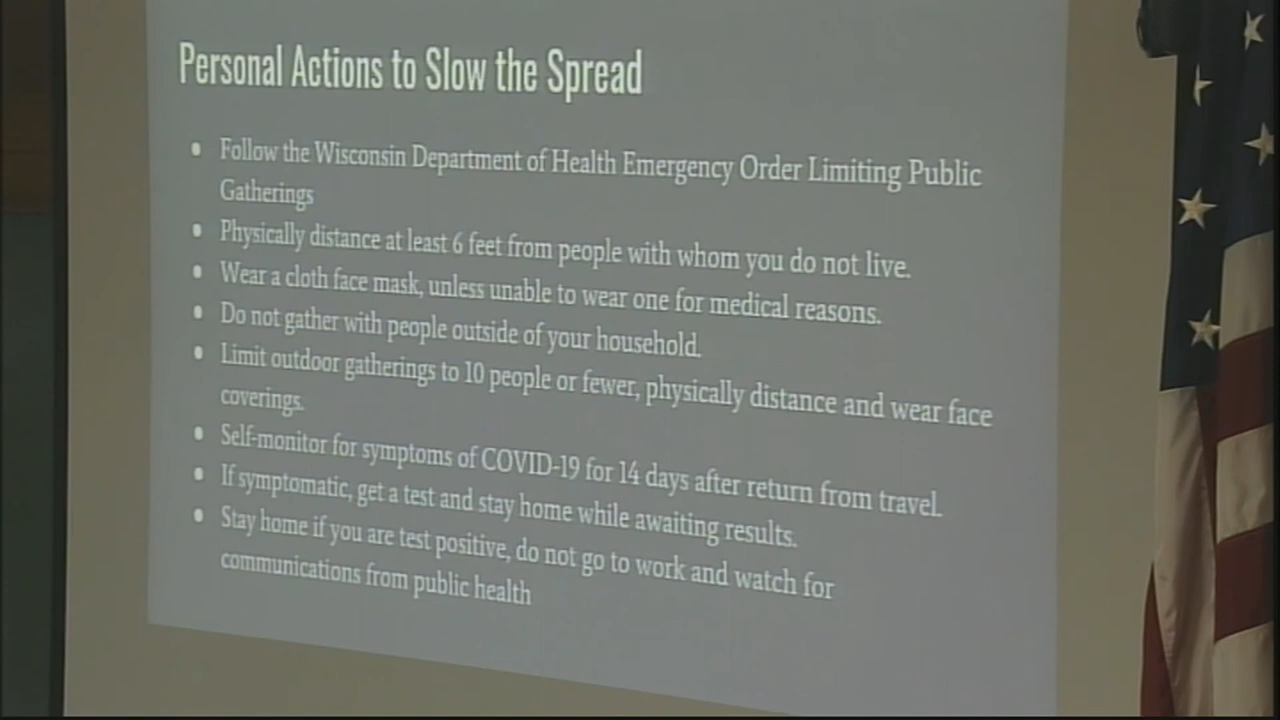 Personal Actions to Slow the Spread
• Follow the Wisconsin Department of Health Emergency Order Limiting Public
Gatherings
• Physically distance at least 6 feet from people with whom you do not live.
• Wear a cloth face mask, unless unable to wear one for medical reasons.
• Do not gather with people outside of your household.
• Limit outdoor gatherings to 10 people or fewer, physically distance and wear face
coverings.
• Self-monitor for symptoms of COVID-19 for 14 days after return from travel.
• If symptomatic, get a test and stay home while awaiting results.
• Stay home if you are test positive, do not go to work and watch for
communications from public health